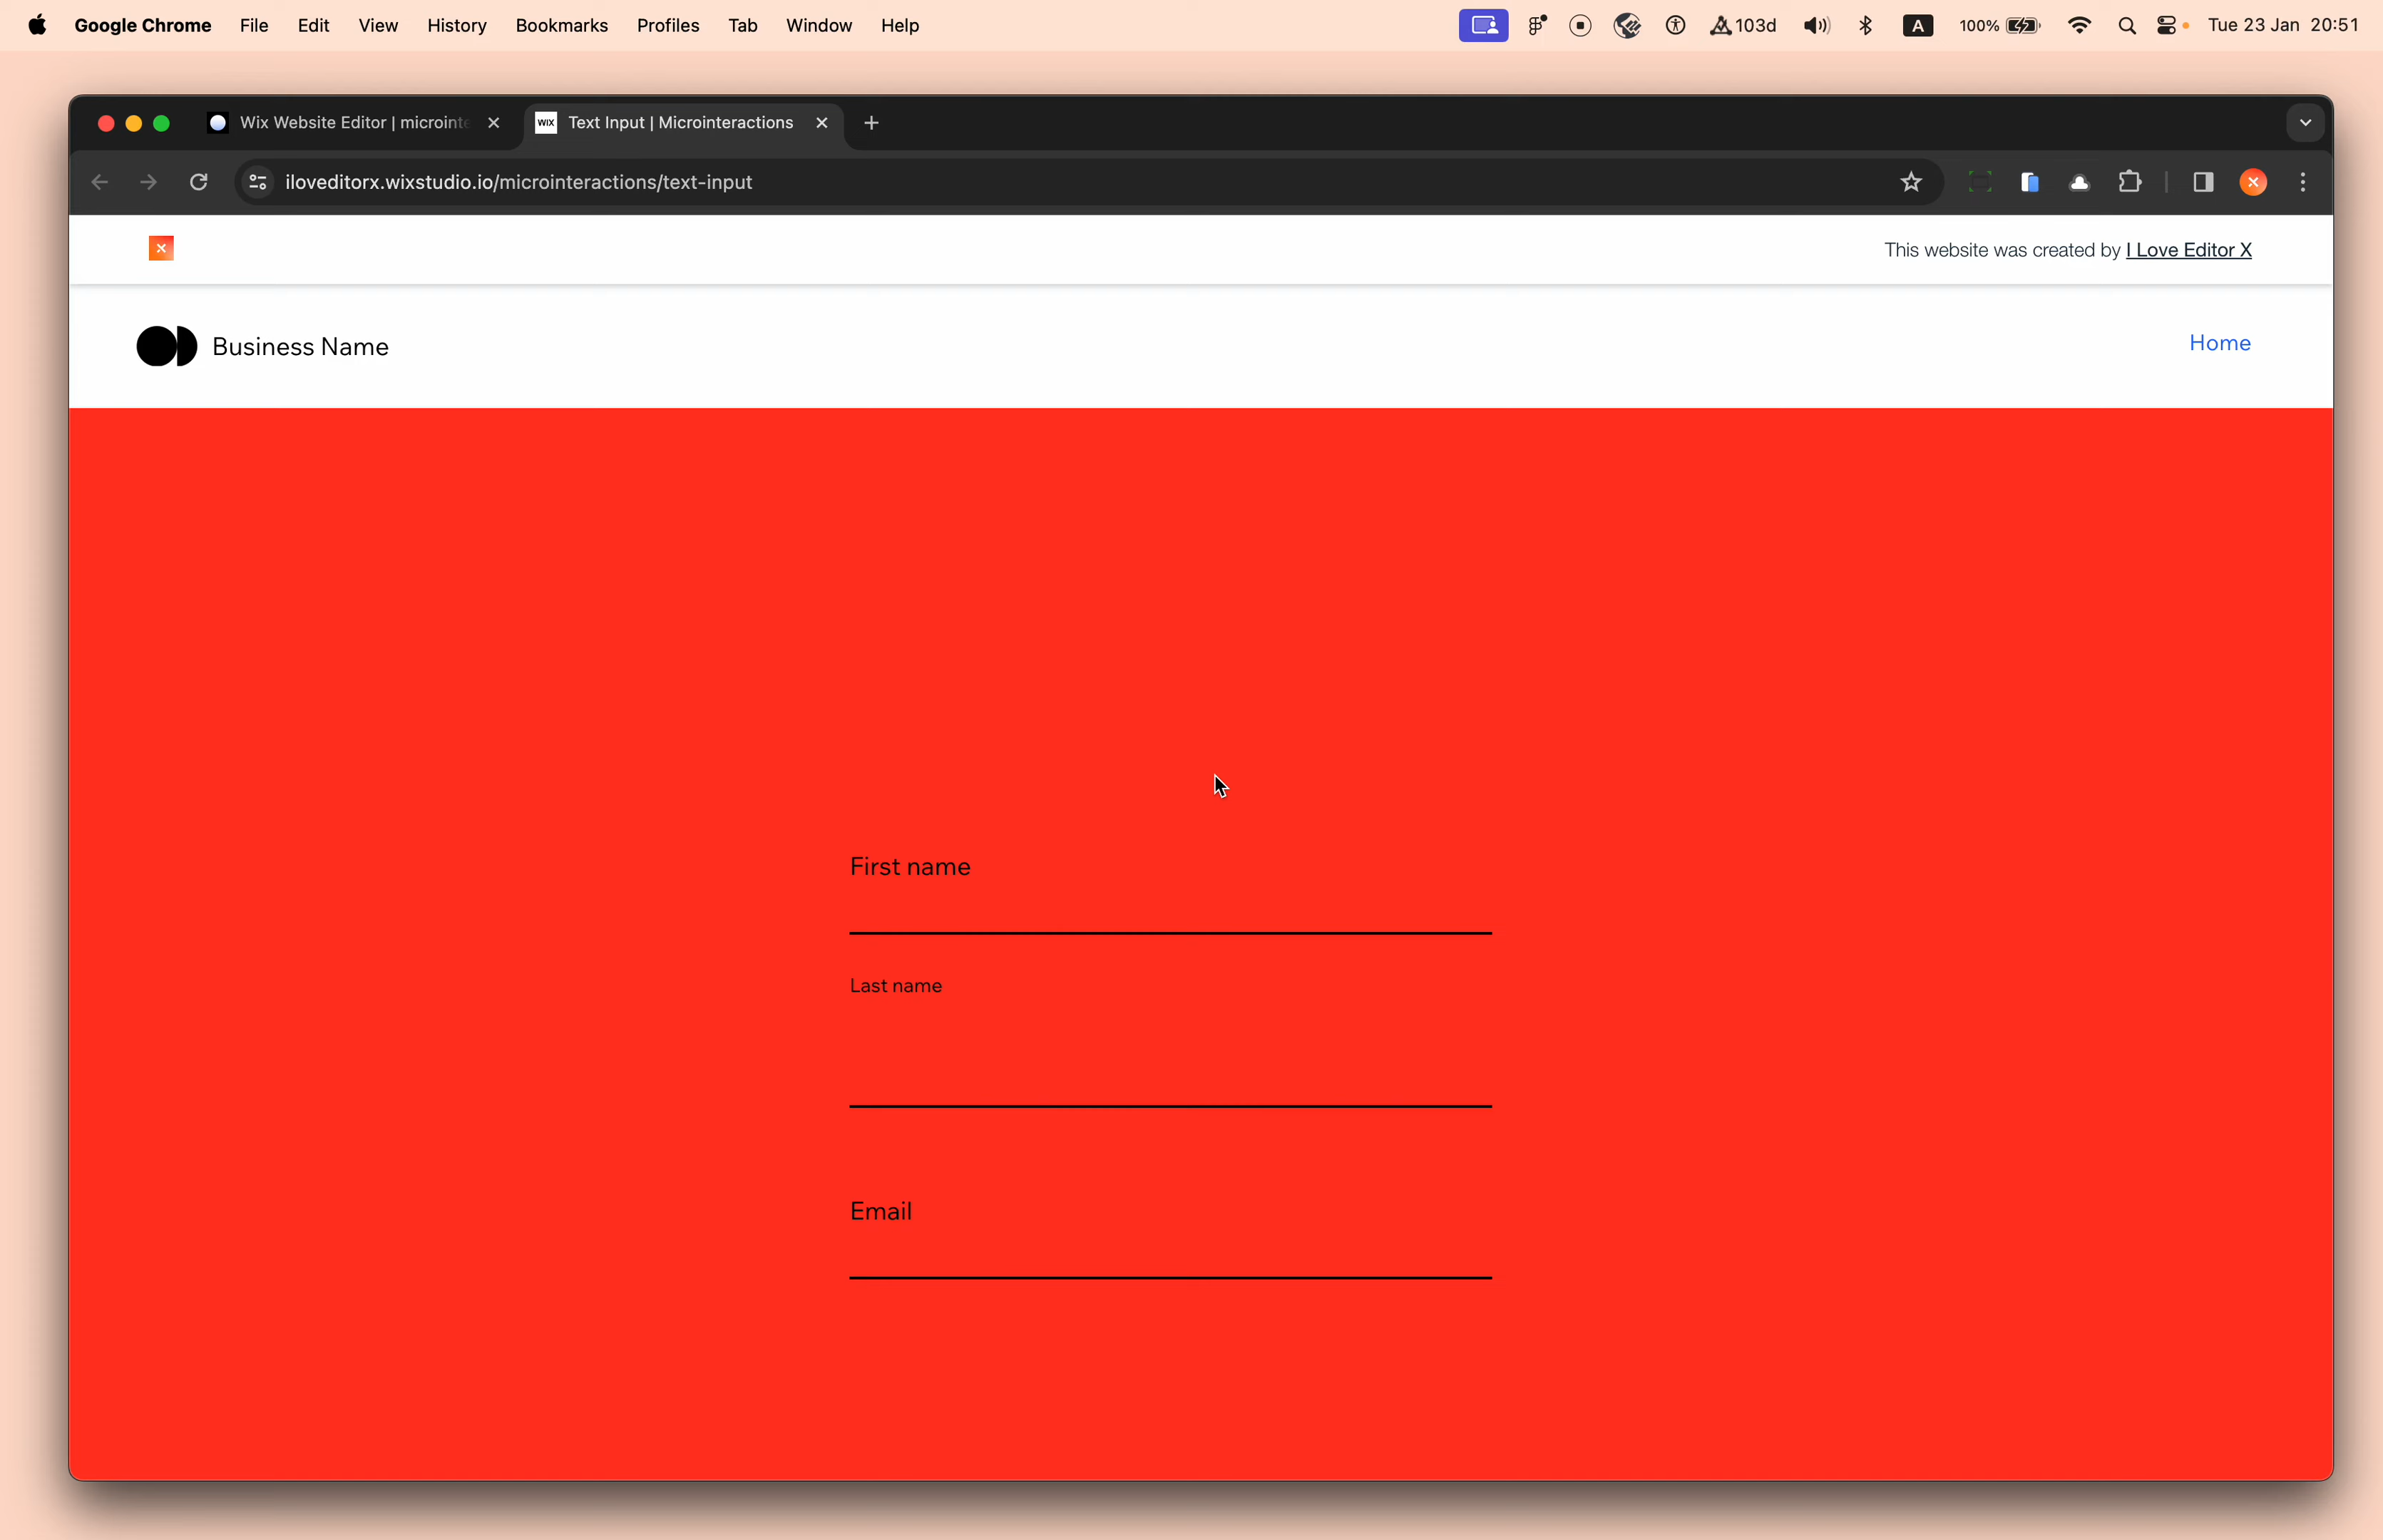 Google Chrome File Edit View History Bookmarks Profiles Tab Window Help 103d A 100% Tue 23 Jan 20:51
Wix Website Editor | microinte WIX Text Input | Microinteractions
iloveditorx.wixstudio.io/microinteractions/text-input
This website was created by I Love Editor X
Business Name Home
First name
Last name
Email